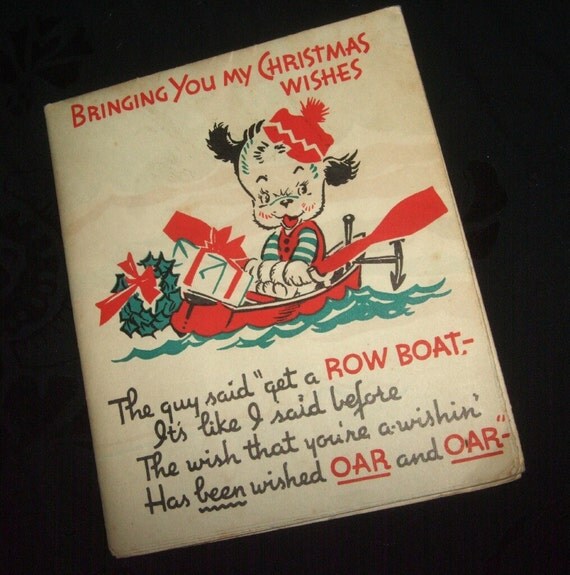 BRINGING YOU MY CHRISTMAS
WISHES
The guy said "get a ROW BOAT,-
It's like I said before
The wish that you're a-wishin'
Has been wished OAR and OAR"-